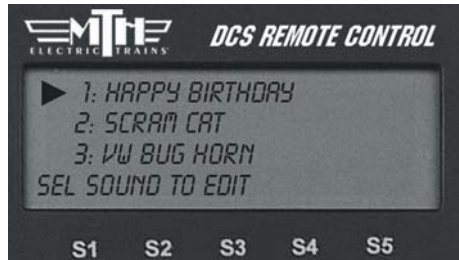 MTH
ELECTRIC TRAINS
DCS REMOTE CONTROL
1: HAPPY BIRTHDAY
2: SCRAM CAT
3: VW BUG HORN
SEL SOUND TO EDIT
S1 S2 S3 S4 S5